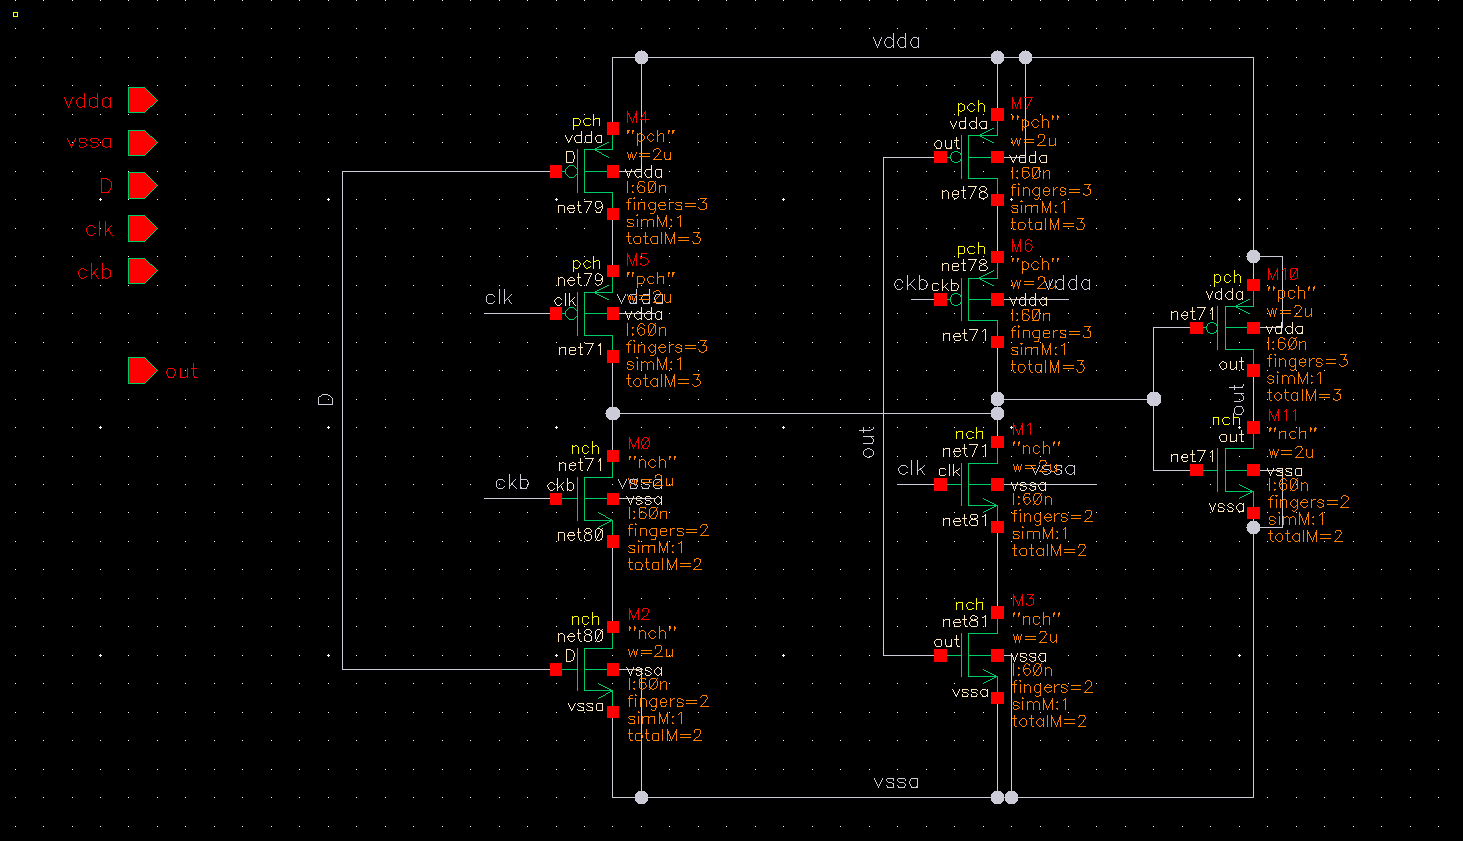 vdda
vdda
vssa
D
clk
ckb
out
D
pch
vdda
D
M4
"pch"
w=2u
vdda
l:60n
fingers=3
simM:1
totalM=3
net79
pch
net79
clk
clk
M5
"pch"
w=2u
vdda
vdda
l:60n
fingers=3
simM:1
totalM=3
net71
nch
net71
ckb
ckb
M0
"nch"
w=2u
vssa
vssa
l:60n
fingers=2
simM:1
totalM=2
net80
nch
net80
D
M2
"nch"
w=2u
vssa
l:60n
fingers=2
simM:1
totalM=2
vssa
out
pch
vdda
out
M7
"pch"
w=2u
vdda
l:60n
fingers=3
simM:1
totalM=3
net78
pch
net78
ckb
ckb
M6
"pch"
w=2u
vdda
vdda
l:60n
fingers=3
simM:1
totalM=3
net71
nch
net71
clk
clk
M1
"nch"
w=2u
vssa
vssa
l:60n
fingers=2
simM:1
totalM=2
net81
nch
net81
out
M3
"nch"
w=2u
vssa
l:60n
fingers=2
simM:1
totalM=2
vssa
vssa
pch
vdda
net71
M10
"pch"
w=2u
vdda
l:60n
fingers=3
simM:1
totalM=3
out
out
nch
out
net71
M11
"nch"
w=2u
vssa
l:60n
fingers=2
simM:1
totalM=2
vssa